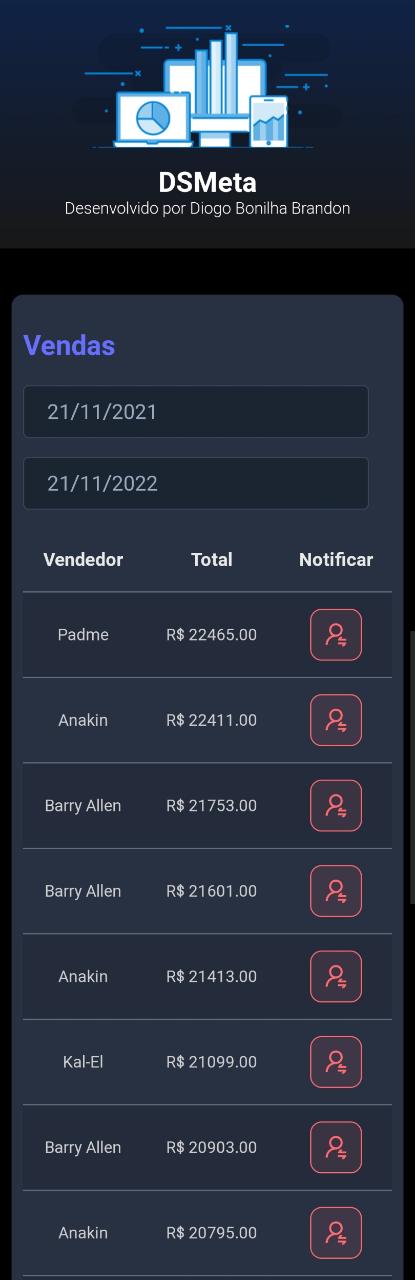 DSMeta
Desenvolvido por Diogo Bonilha Brandon
Vendas
21/11/2021
21/11/2022
Vendedor Total Notificar
Padme R$ 22465.00
Anakin R$ 22411.00
Barry Allen R$ 21753.00
Barry Allen R$ 21601.00
Anakin R$ 21413.00
Kal-El R$ 21099.00
Barry Allen R$ 20903.00
Anakin R$ 20795.00